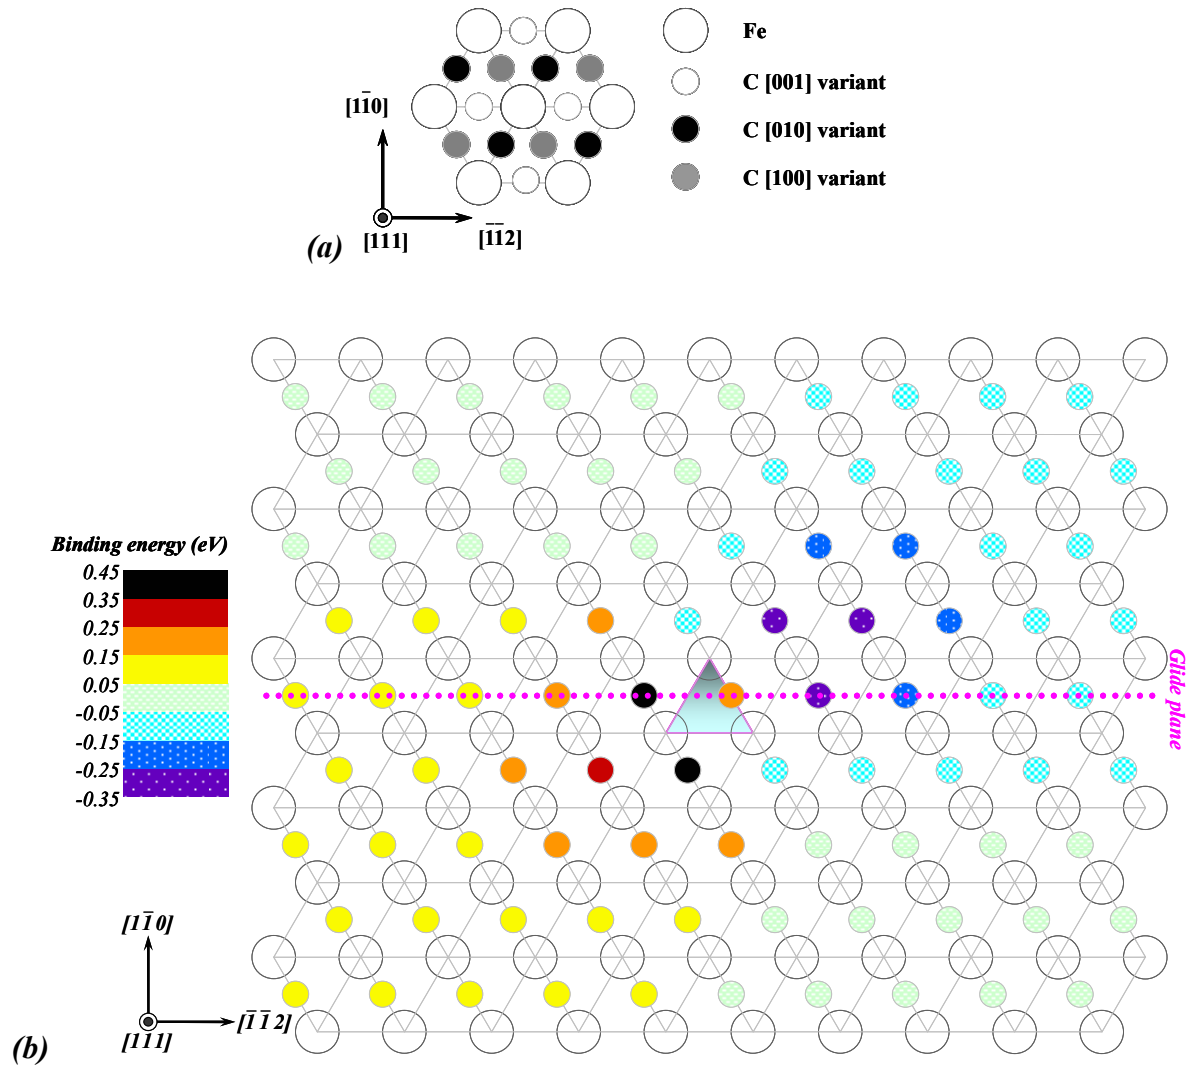 Fe
C [001] variant
[11̄0]
C [010] variant
C [100] variant
[111]
[1̄1̄2]
(a)
Binding energy (eV)
0.45
0.35
0.25
0.15
0.05
-0.05
-0.15
-0.25
-0.35
Glide plane
[11̄0]
[1̄1̄2]
[111]
(b)